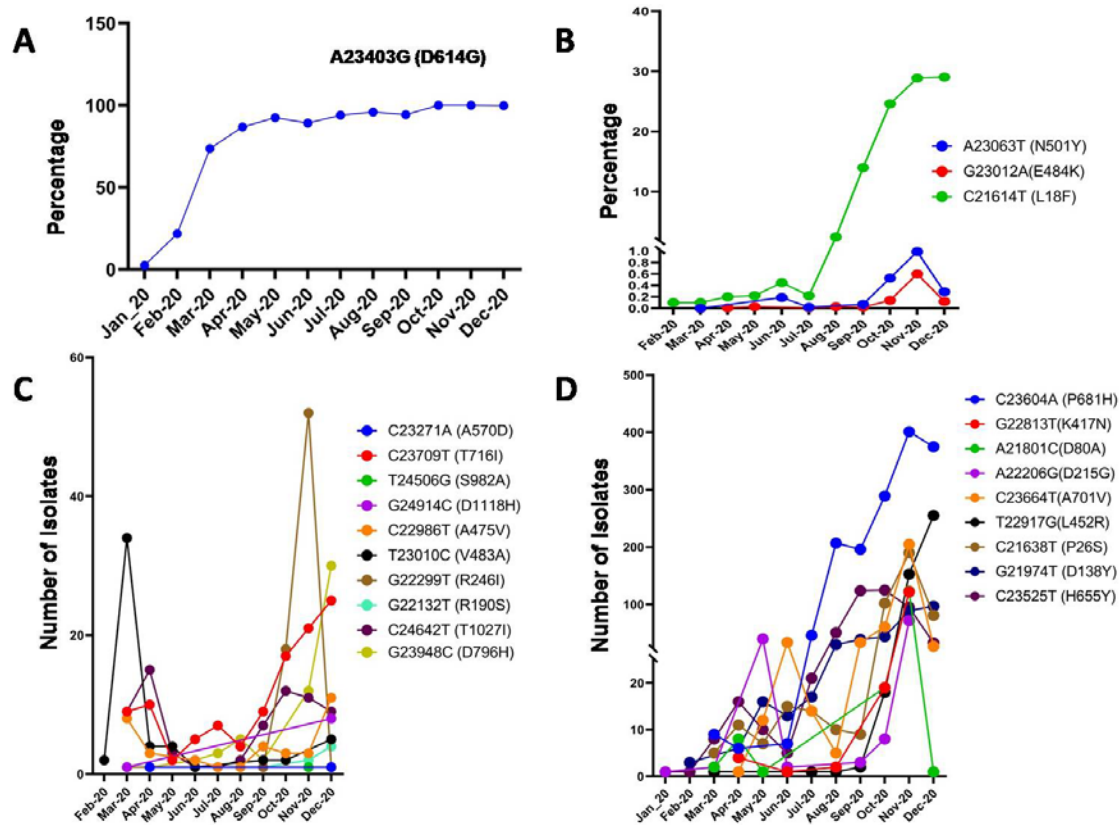 A
A23403G (D614G)
Percentage
150
100
50
0
Jan_20
Feb-20
Mar-20
Apr-20
May-20
Jun-20
Jul-20
Aug-20
Sep-20
Oct-20
Nov-20
Dec-20
B
Percentage
40
30
20
10
1.0
0.8
0.6
0.4
0.2
0.0
Feb-20
Mar-20
Apr-20
May-20
Jun-20
Jul-20
Aug-20
Sep-20
Oct-20
Nov-20
Dec-20
A23063T (N501Y)
G23012A(E484K)
C21614T (L18F)
C
Number of Isolates
60
40
20
0
Feb-20
Mar-20
Apr-20
May-20
Jun-20
Jul-20
Aug-20
Sep-20
Oct-20
Nov-20
Dec-20
C23271A (A570D)
C23709T (T716I)
T24506G (S982A)
G24914C (D1118H)
C22986T (A475V)
T23010C (V483A)
G22299T (R246I)
G22132T (R190S)
C24642T (T1027I)
G23948C (D796H)
D
Number of Isolates
500
400
300
200
100
20
10
0
Jan_20
Feb-20
Mar-20
Apr-20
May-20
Jun-20
Jul-20
Aug-20
Sep-20
Oct-20
Nov-20
Dec-20
C23604A (P681H)
G22813T(K417N)
A21801C(D80A)
A22206G(D215G)
C23664T(A701V)
T22917G(L452R)
C21638T (P26S)
G21974T (D138Y)
C23525T (H655Y)